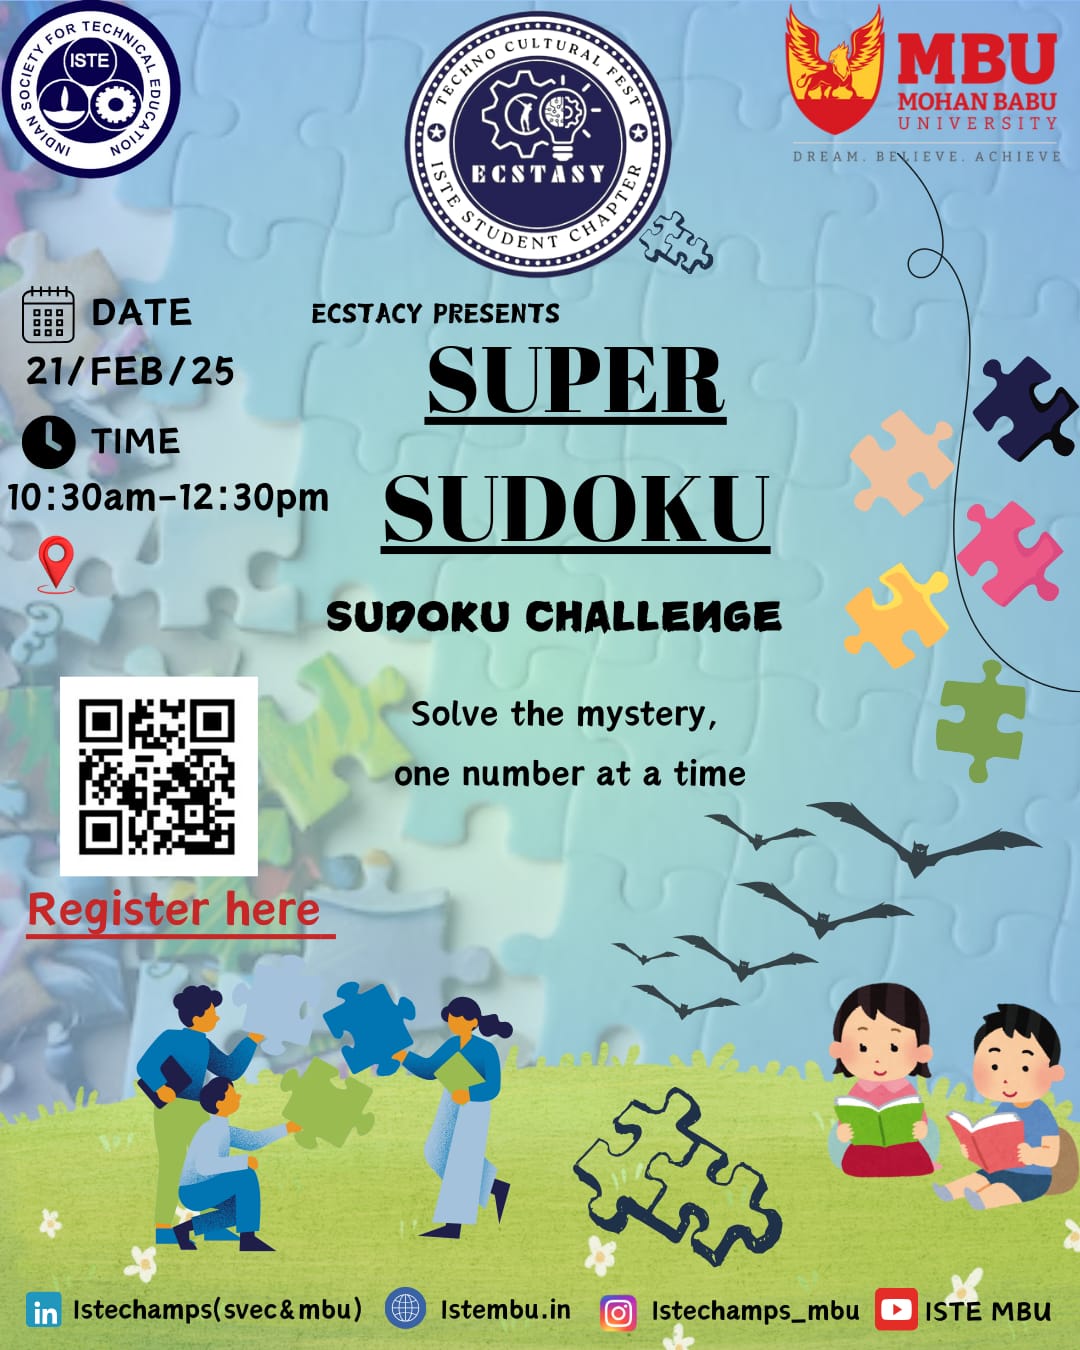 INDIAN SOCIETY FOR TECHNICAL EDUCATION
ISTE
TECHNO CULTURAL FEST
ECSTASY
ISTE STUDENT CHAPTER
MBU
MOHAN BABU
UNIVERSITY
DREAM. BELIEVE. ACHIEVE
DATE
21/FEB/25
TIME
10:30am-12:30pm
ECSTACY PRESENTS
SUPER
SUDOKU
SUDOKU CHALLENGE
Solve the mystery,
one number at a time
Register here
in Istechamps(svec&mbu)
Istembu.in
Istechamps_mbu
ISTE MBU